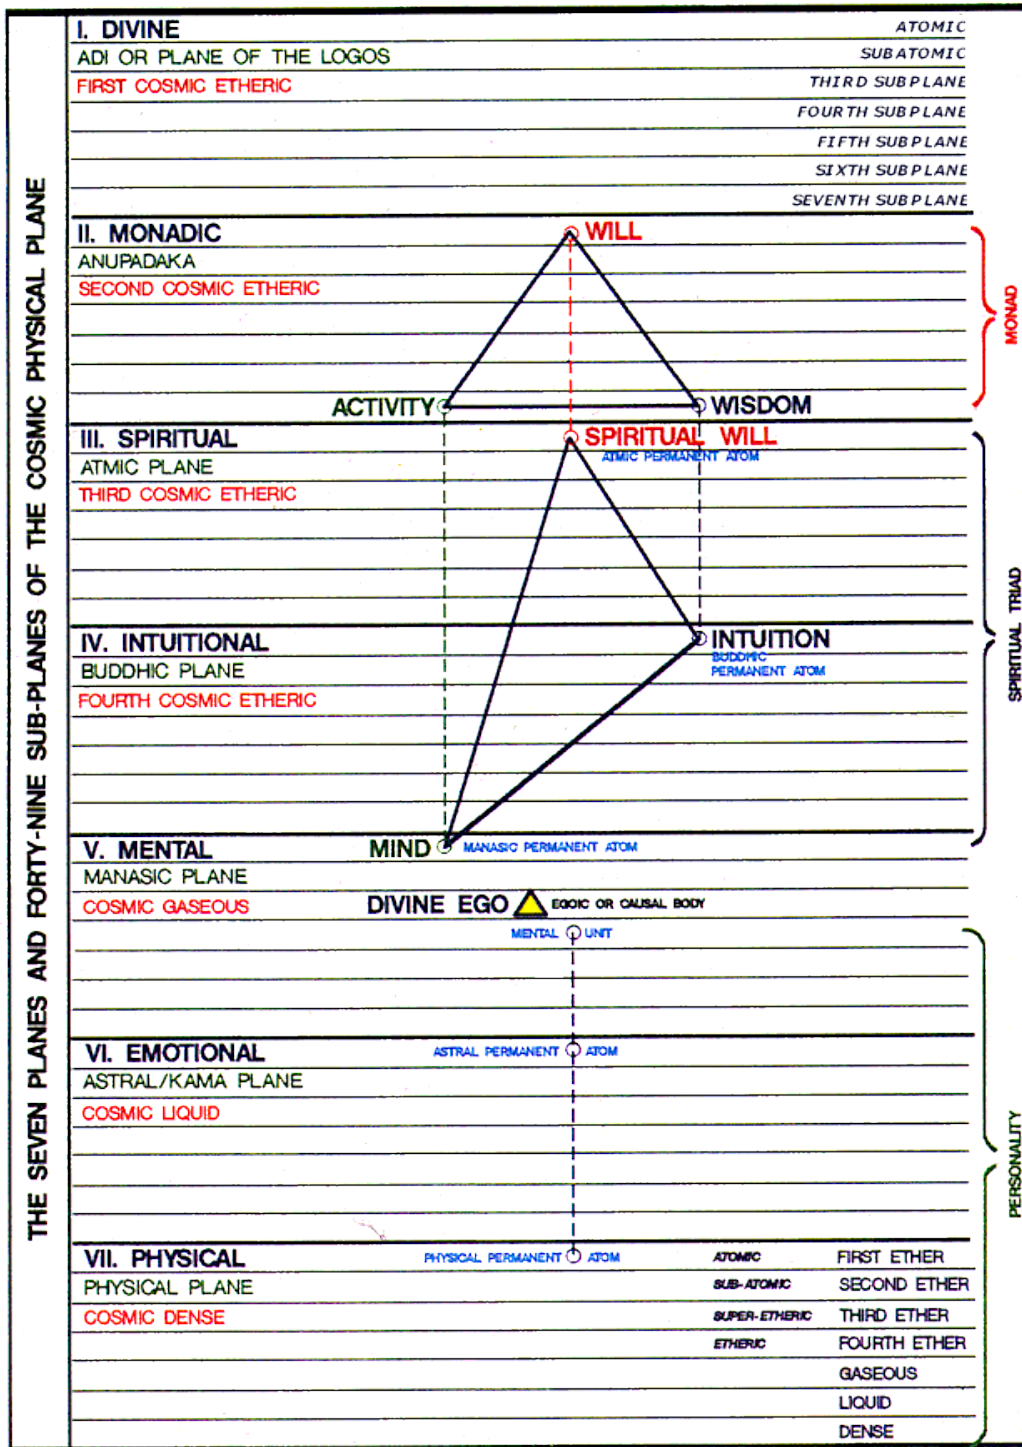 THE SEVEN PLANES AND FORTY-NINE SUB-PLANES OF THE COSMIC PHYSICAL PLANE
I. DIVINE
ATOMIC
ADI OR PLANE OF THE LOGOS
SUBATOMIC
FIRST COSMIC ETHERIC
THIRD SUBPLANE
FOURTH SUBPLANE
FIFTH SUBPLANE
SIXTH SUBPLANE
SEVENTH SUBPLANE
II. MONADIC
WILL
ANUPADAKA
SECOND COSMIC ETHERIC
MONAD
ACTIVITY
WISDOM
III. SPIRITUAL
SPIRITUAL WILL
ATMIC PERMANENT ATOM
ATMIC PLANE
THIRD COSMIC ETHERIC
SPIRITUAL TRIAD
IV. INTUITIONAL
INTUITION
BUDDHIC PLANE
BUDDHIC
PERMANENT ATOM
FOURTH COSMIC ETHERIC
V. MENTAL
MIND
MANASIC PERMANENT ATOM
MANASIC PLANE
COSMIC GASEOUS
DIVINE EGO
EGOIC OR CAUSAL BODY
MENTAL UNIT
VI. EMOTIONAL
ASTRAL PERMANENT ATOM
ASTRAL/KAMA PLANE
COSMIC LIQUID
PERSONALITY
VII. PHYSICAL
PHYSICAL PERMANENT ATOM
ATOMIC FIRST ETHER
PHYSICAL PLANE
SUB-ATOMIC SECOND ETHER
COSMIC DENSE
SUPER-ETHERIC THIRD ETHER
ETHERIC FOURTH ETHER
GASEOUS
LIQUID
DENSE